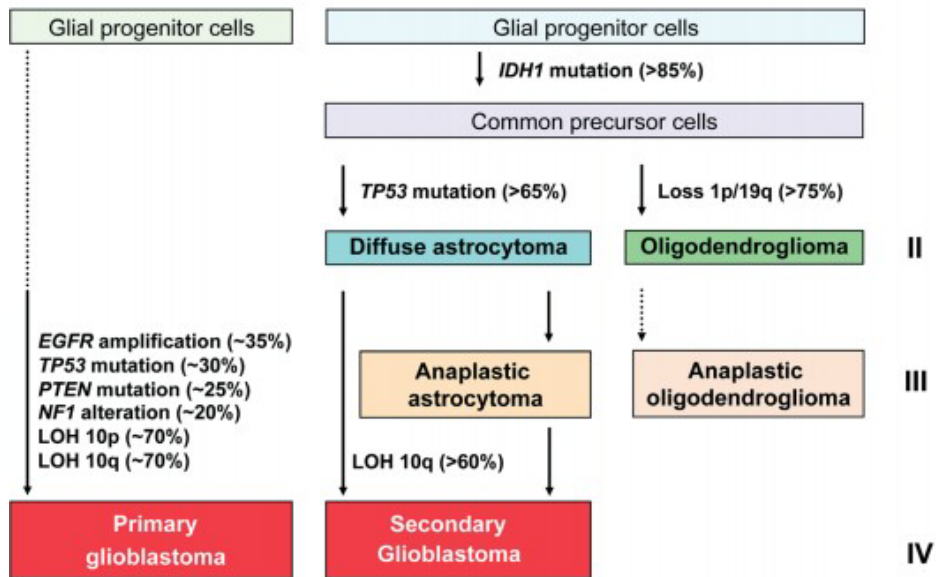 Glial progenitor cells
Glial progenitor cells
IDH1 mutation (>85%)
Common precursor cells
TP53 mutation (>65%)
Loss 1p/19q (>75%)
Diffuse astrocytoma
Oligodendroglioma
II
EGFR amplification (~35%)
TP53 mutation (~30%)
PTEN mutation (~25%)
NF1 alteration (~20%)
LOH 10p (~70%)
LOH 10q (~70%)
Anaplastic
astrocytoma
Anaplastic
oligodendroglioma
III
LOH 10q (>60%)
Primary
glioblastoma
Secondary
Glioblastoma
IV